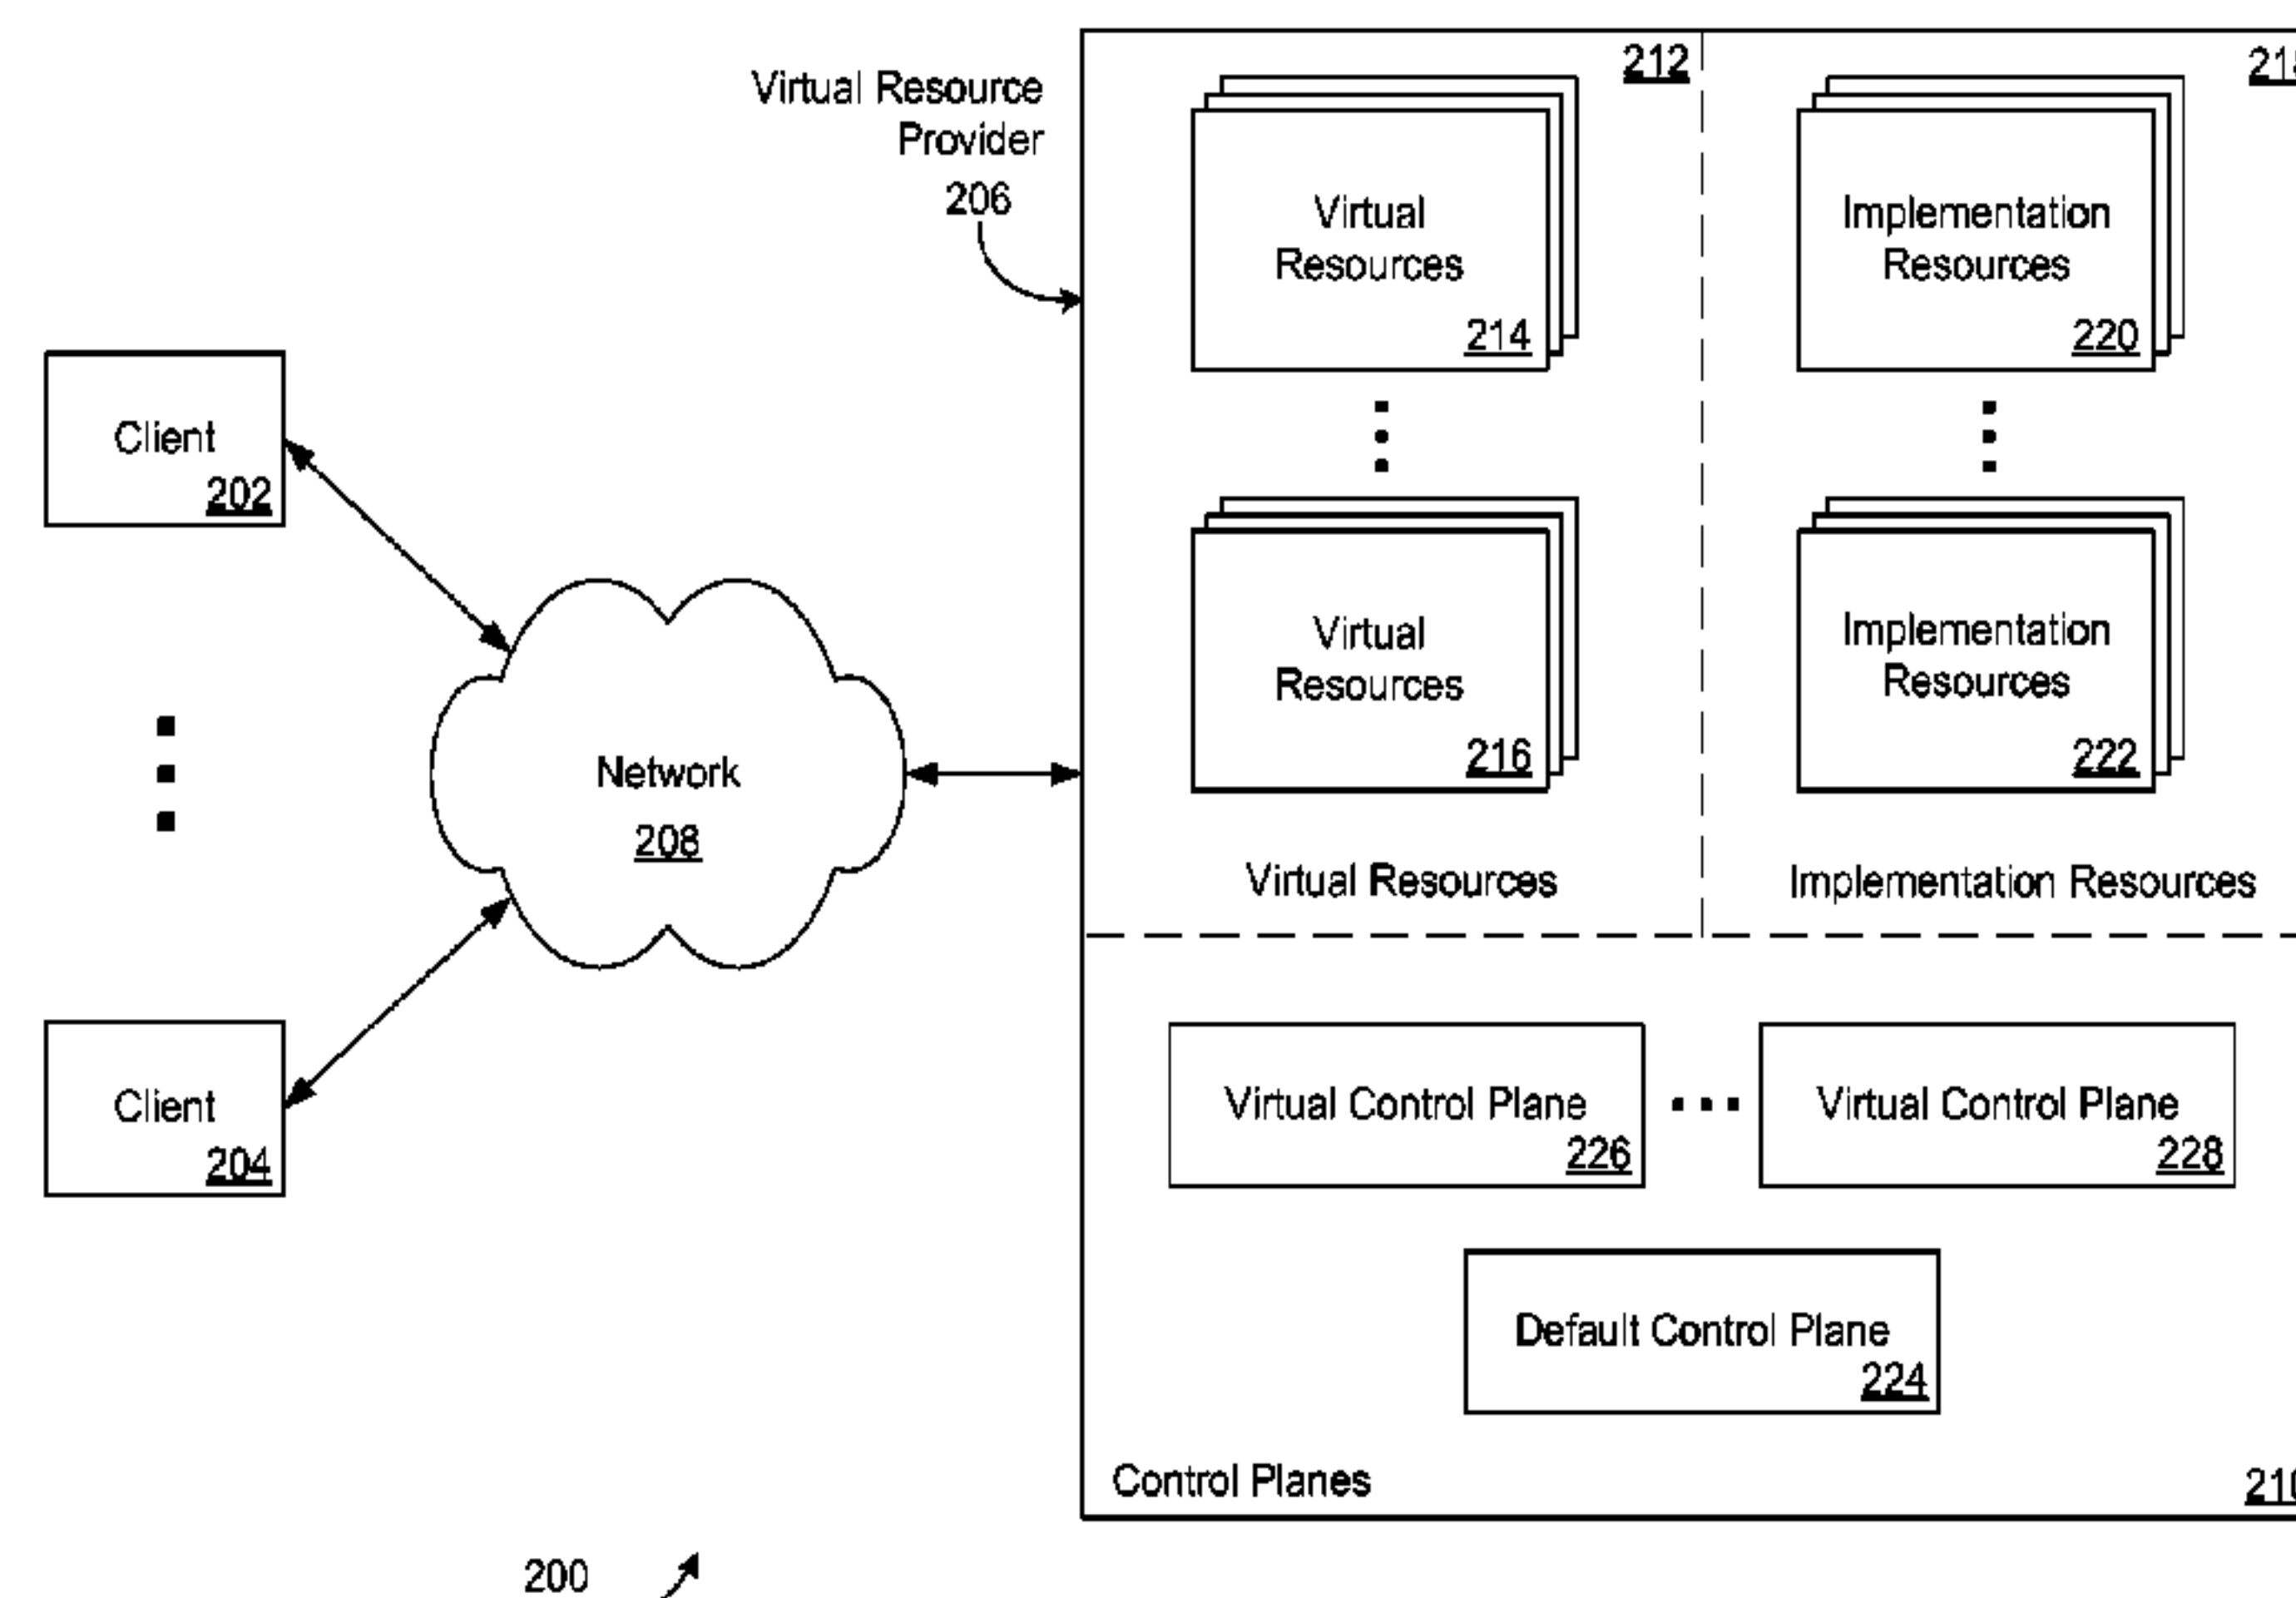 Virtual Resource
Provider
206
212
Virtual
Resources
214
Implementation
Resources
220
Client
202
Virtual
Resources
216
Implementation
Resources
222
Network
208
Virtual Resources
Implementation Resources
Client
204
Virtual Control Plane
226
Virtual Control Plane
228
Default Control Plane
224
Control Planes
210
200